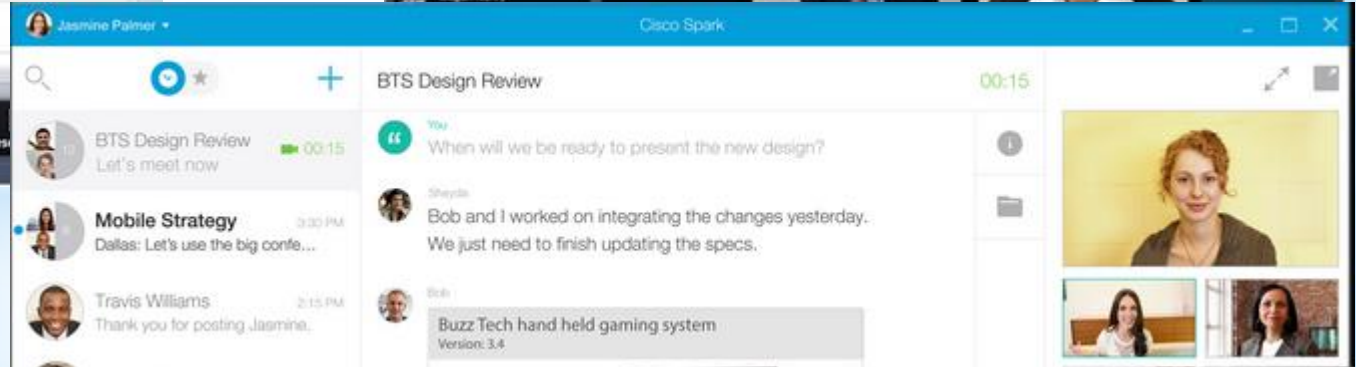 Jasmine Palmer
Cisco Spark
BTS Design Review
00:15
Let's meet now
Mobile Strategy
3:30 PM
Dallas: Let's use the big confe...
Travis Williams
2:15 PM
Thank you for posting Jasmine.
BTS Design Review
00:15
You
When will we be ready to present the new design?
Sheyda
Bob and I worked on integrating the changes yesterday.
We just need to finish updating the specs.
Bob
Buzz Tech hand held gaming system
Version: 3.4